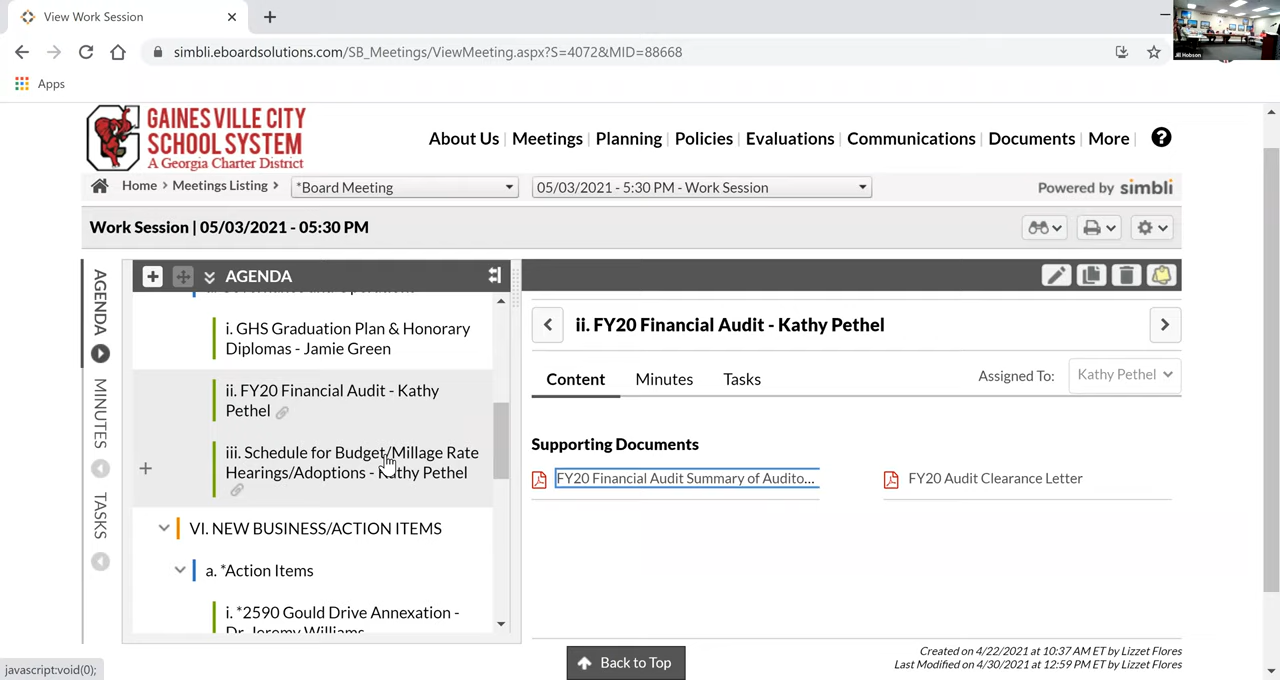 View Work Session
simbli.eboardsolutions.com/SB_Meetings/ViewMeeting.aspx?S=4072&MID=88668
Apps
Jill Hobson
GAINESVILLE CITY
SCHOOL SYSTEM
A Georgia Charter District
About Us | Meetings | Planning | Policies | Evaluations | Communications | Documents | More |
Home > Meetings Listing >
*Board Meeting
05/03/2021 - 5:30 PM - Work Session
Powered by simbli
Work Session | 05/03/2021 - 05:30 PM
AGENDA
MINUTES
TASKS
AGENDA
i. GHS Graduation Plan & Honorary
Diplomas - Jamie Green
ii. FY20 Financial Audit - Kathy
Pethel
iii. Schedule for Budget/Millage Rate
Hearings/Adoptions - Kathy Pethel
VI. NEW BUSINESS/ACTION ITEMS
a. *Action Items
i. *2590 Gould Drive Annexation -
Dr. Jeremy Williams
ii. FY20 Financial Audit - Kathy Pethel
Content
Minutes
Tasks
Assigned To:
Kathy Pethel
Supporting Documents
FY20 Financial Audit Summary of Audito...
FY20 Audit Clearance Letter
Back to Top
Created on 4/22/2021 at 10:37 AM ET by Lizzet Flores
Last Modified on 4/30/2021 at 12:59 PM ET by Lizzet Flores
javascript:void(0);